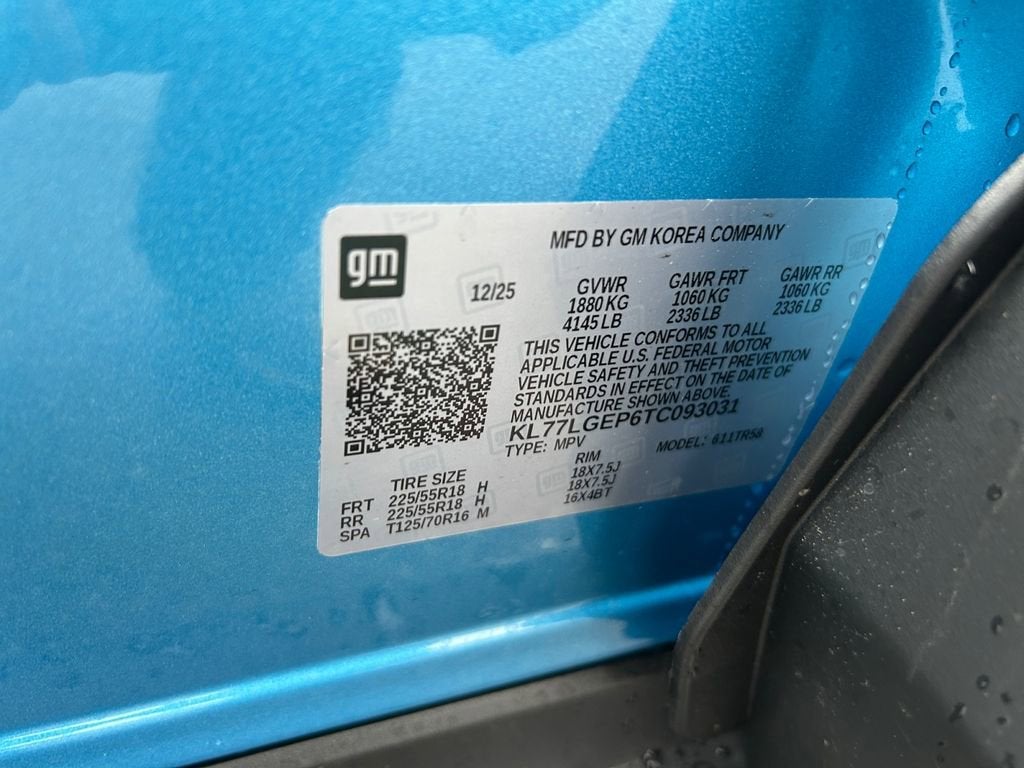 gm
MFD BY GM KOREA COMPANY
12/25
GVWR GAWR FRT GAWR RR
1880 KG 1060 KG 1060 KG
4145 LB 2336 LB 2336 LB
THIS VEHICLE CONFORMS TO ALL
APPLICABLE U.S. FEDERAL MOTOR
VEHICLE SAFETY AND THEFT PREVENTION
STANDARDS IN EFFECT ON THE DATE OF
MANUFACTURE SHOWN ABOVE.
KL77LGEP6TC093031
TYPE: MPV MODEL: 611TR58
TIRE SIZE RIM
FRT 225/55R18 H 18X7.5J
RR 225/55R18 H 18X7.5J
SPA T125/70R16 M 16X4BT